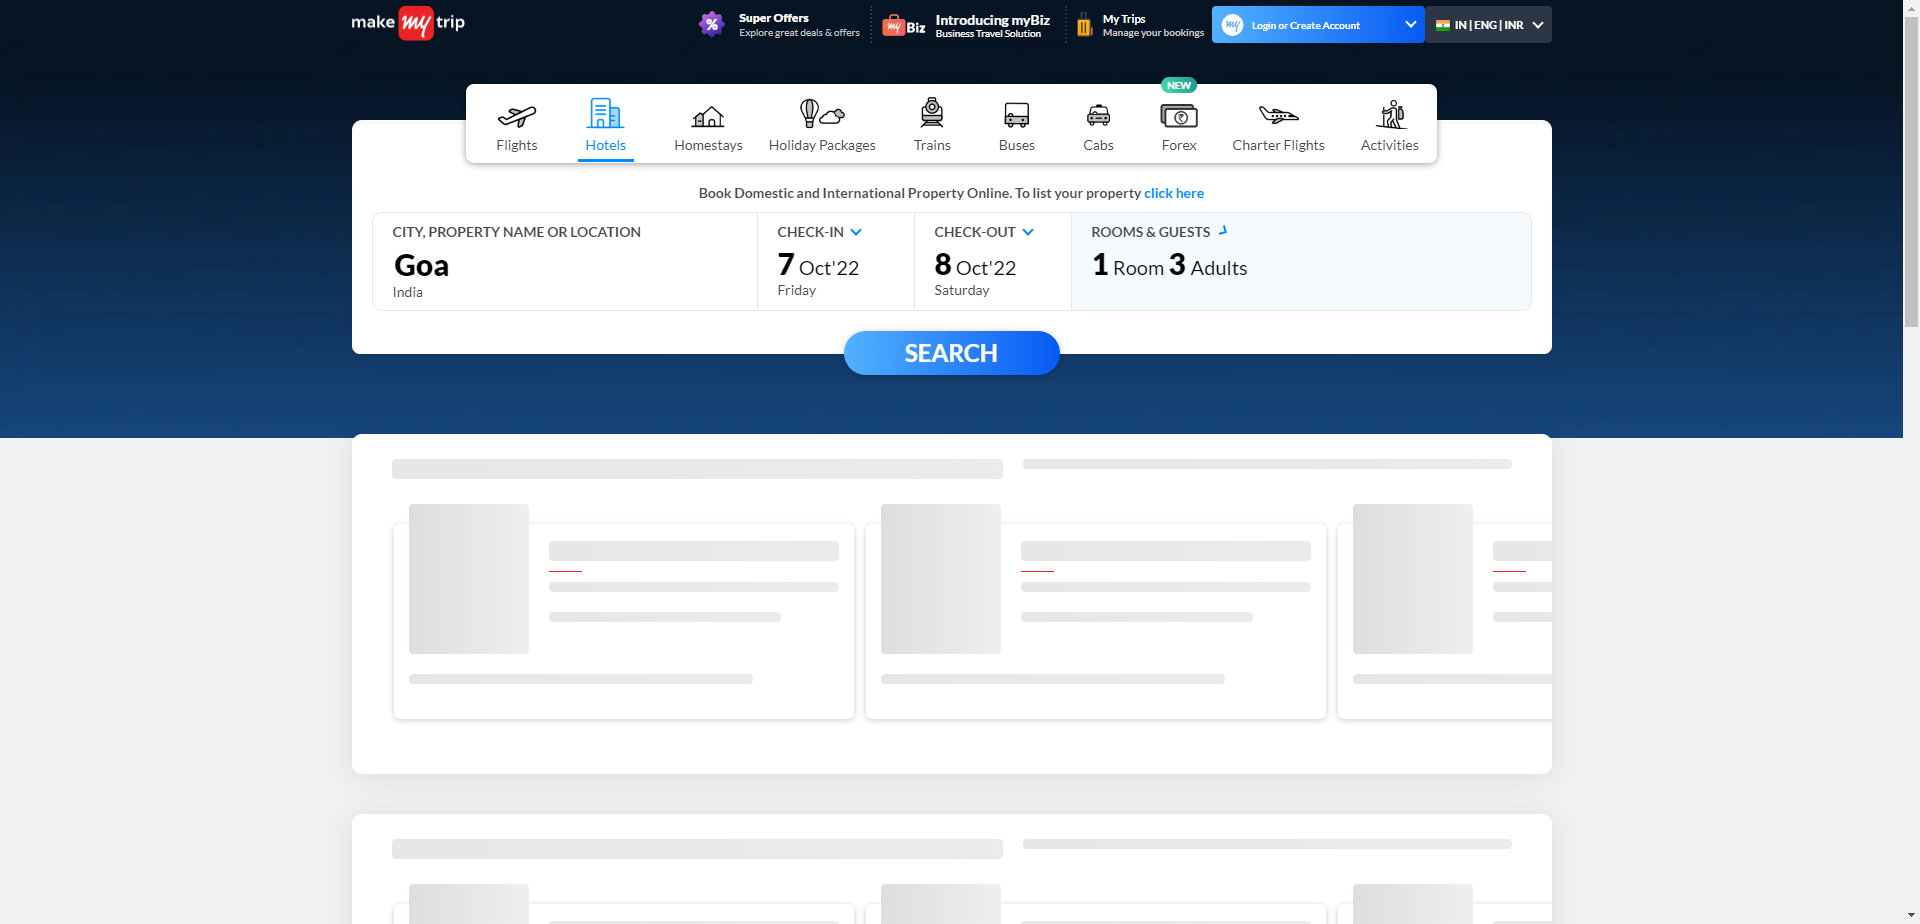 make my trip
%
Super Offers
Explore great deals & offers
my Biz
Introducing myBiz
Business Travel Solution
My Trips
Manage your bookings
my
Login or Create Account
IN | ENG | INR
NEW
Flights
Hotels
Homestays
Holiday Packages
Trains
Buses
Cabs
₹
Forex
Charter Flights
Activities
Book Domestic and International Property Online. To list your property click here
CITY, PROPERTY NAME OR LOCATION
Goa
India
CHECK-IN
7 Oct'22
Friday
CHECK-OUT
8 Oct'22
Saturday
ROOMS & GUESTS
1 Room 3 Adults
SEARCH